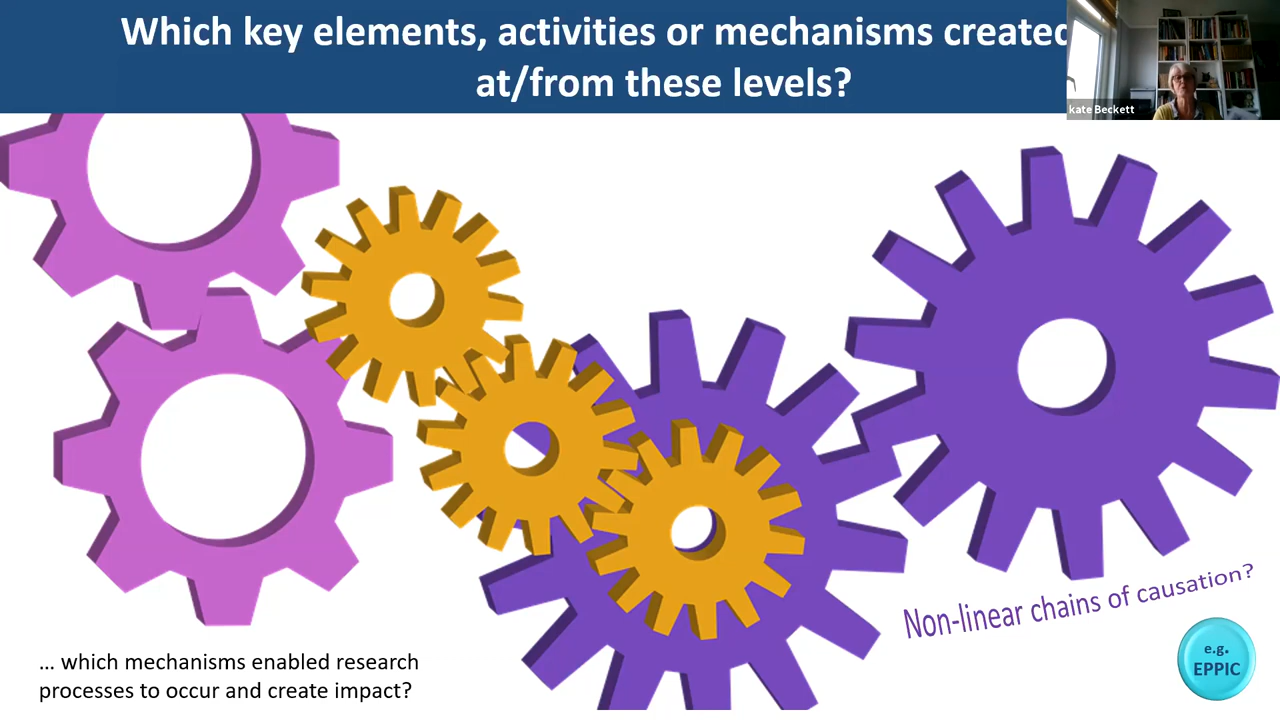 Which key elements, activities or mechanisms created
at/from these levels?
kate Beckett
Non-linear chains of causation?
e.g.
EPPIC
… which mechanisms enabled research
processes to occur and create impact?